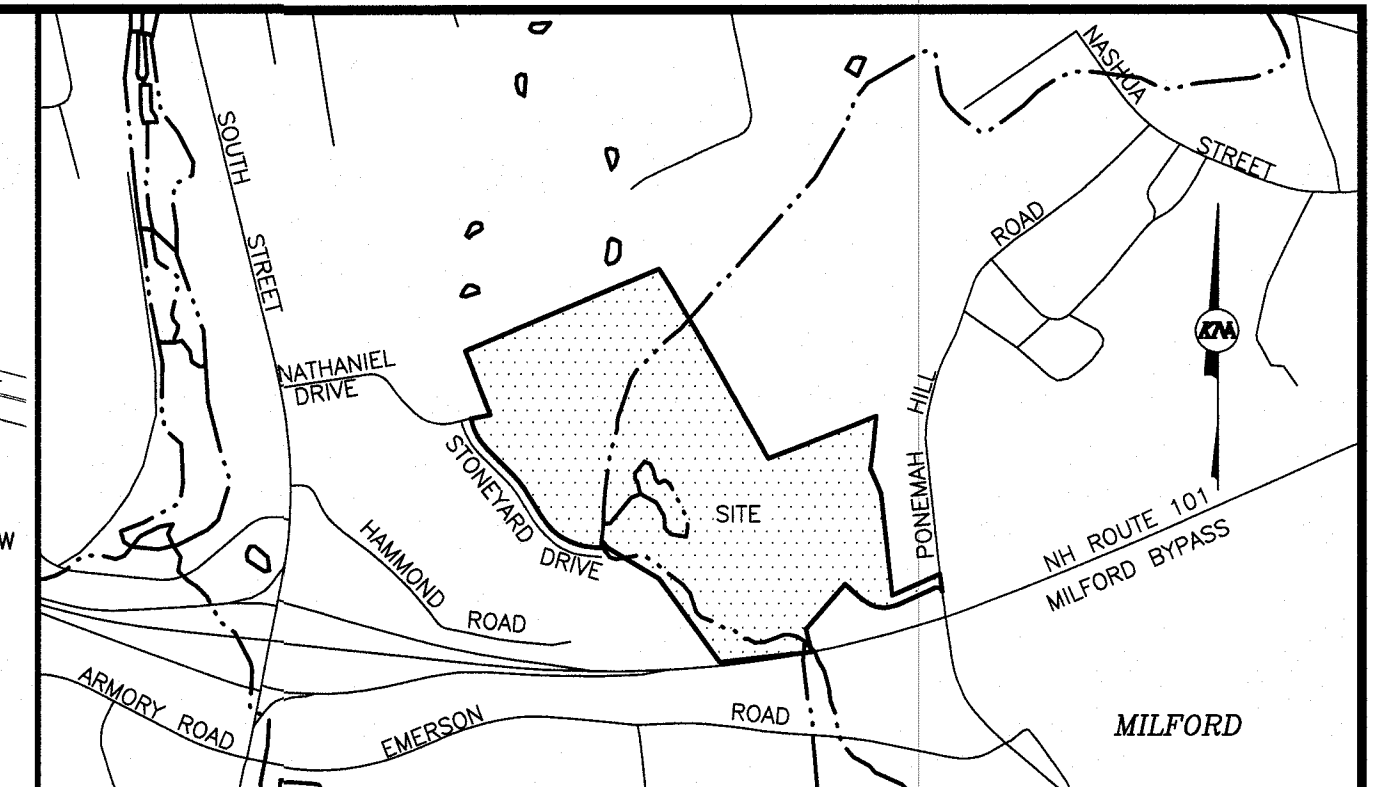 NASHUA
STREET
SOUTH
STREET
ROAD
KNA
NATHANIEL
DRIVE
PONEMAH HILL
STONEYARD DRIVE
SITE
NH ROUTE 101
MILFORD BYPASS
HAMMOND
ROAD
W
ARMORY ROAD
EMERSON
ROAD
MILFORD